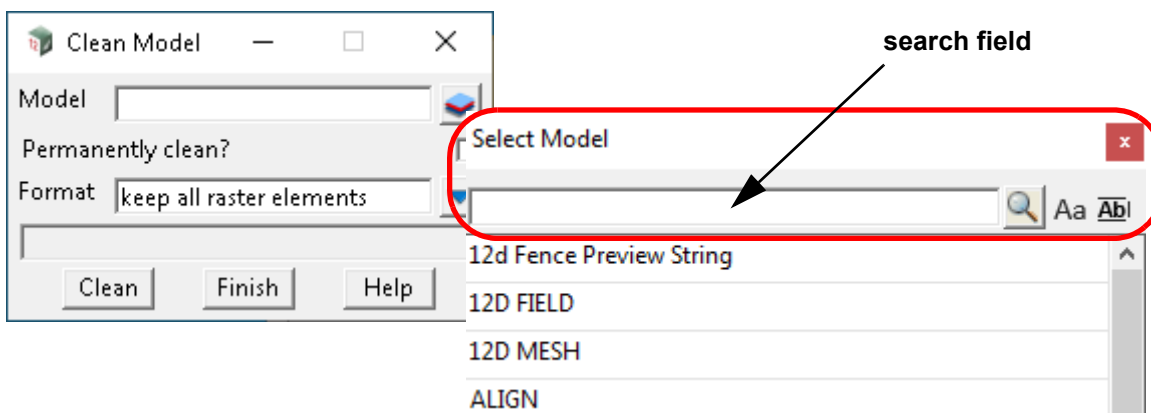 Clean Model
search field
Model
Permanently clean?
Format keep all raster elements
Clean Finish Help
Select Model
Aa Abl
12d Fence Preview String
12D FIELD
12D MESH
ALIGN